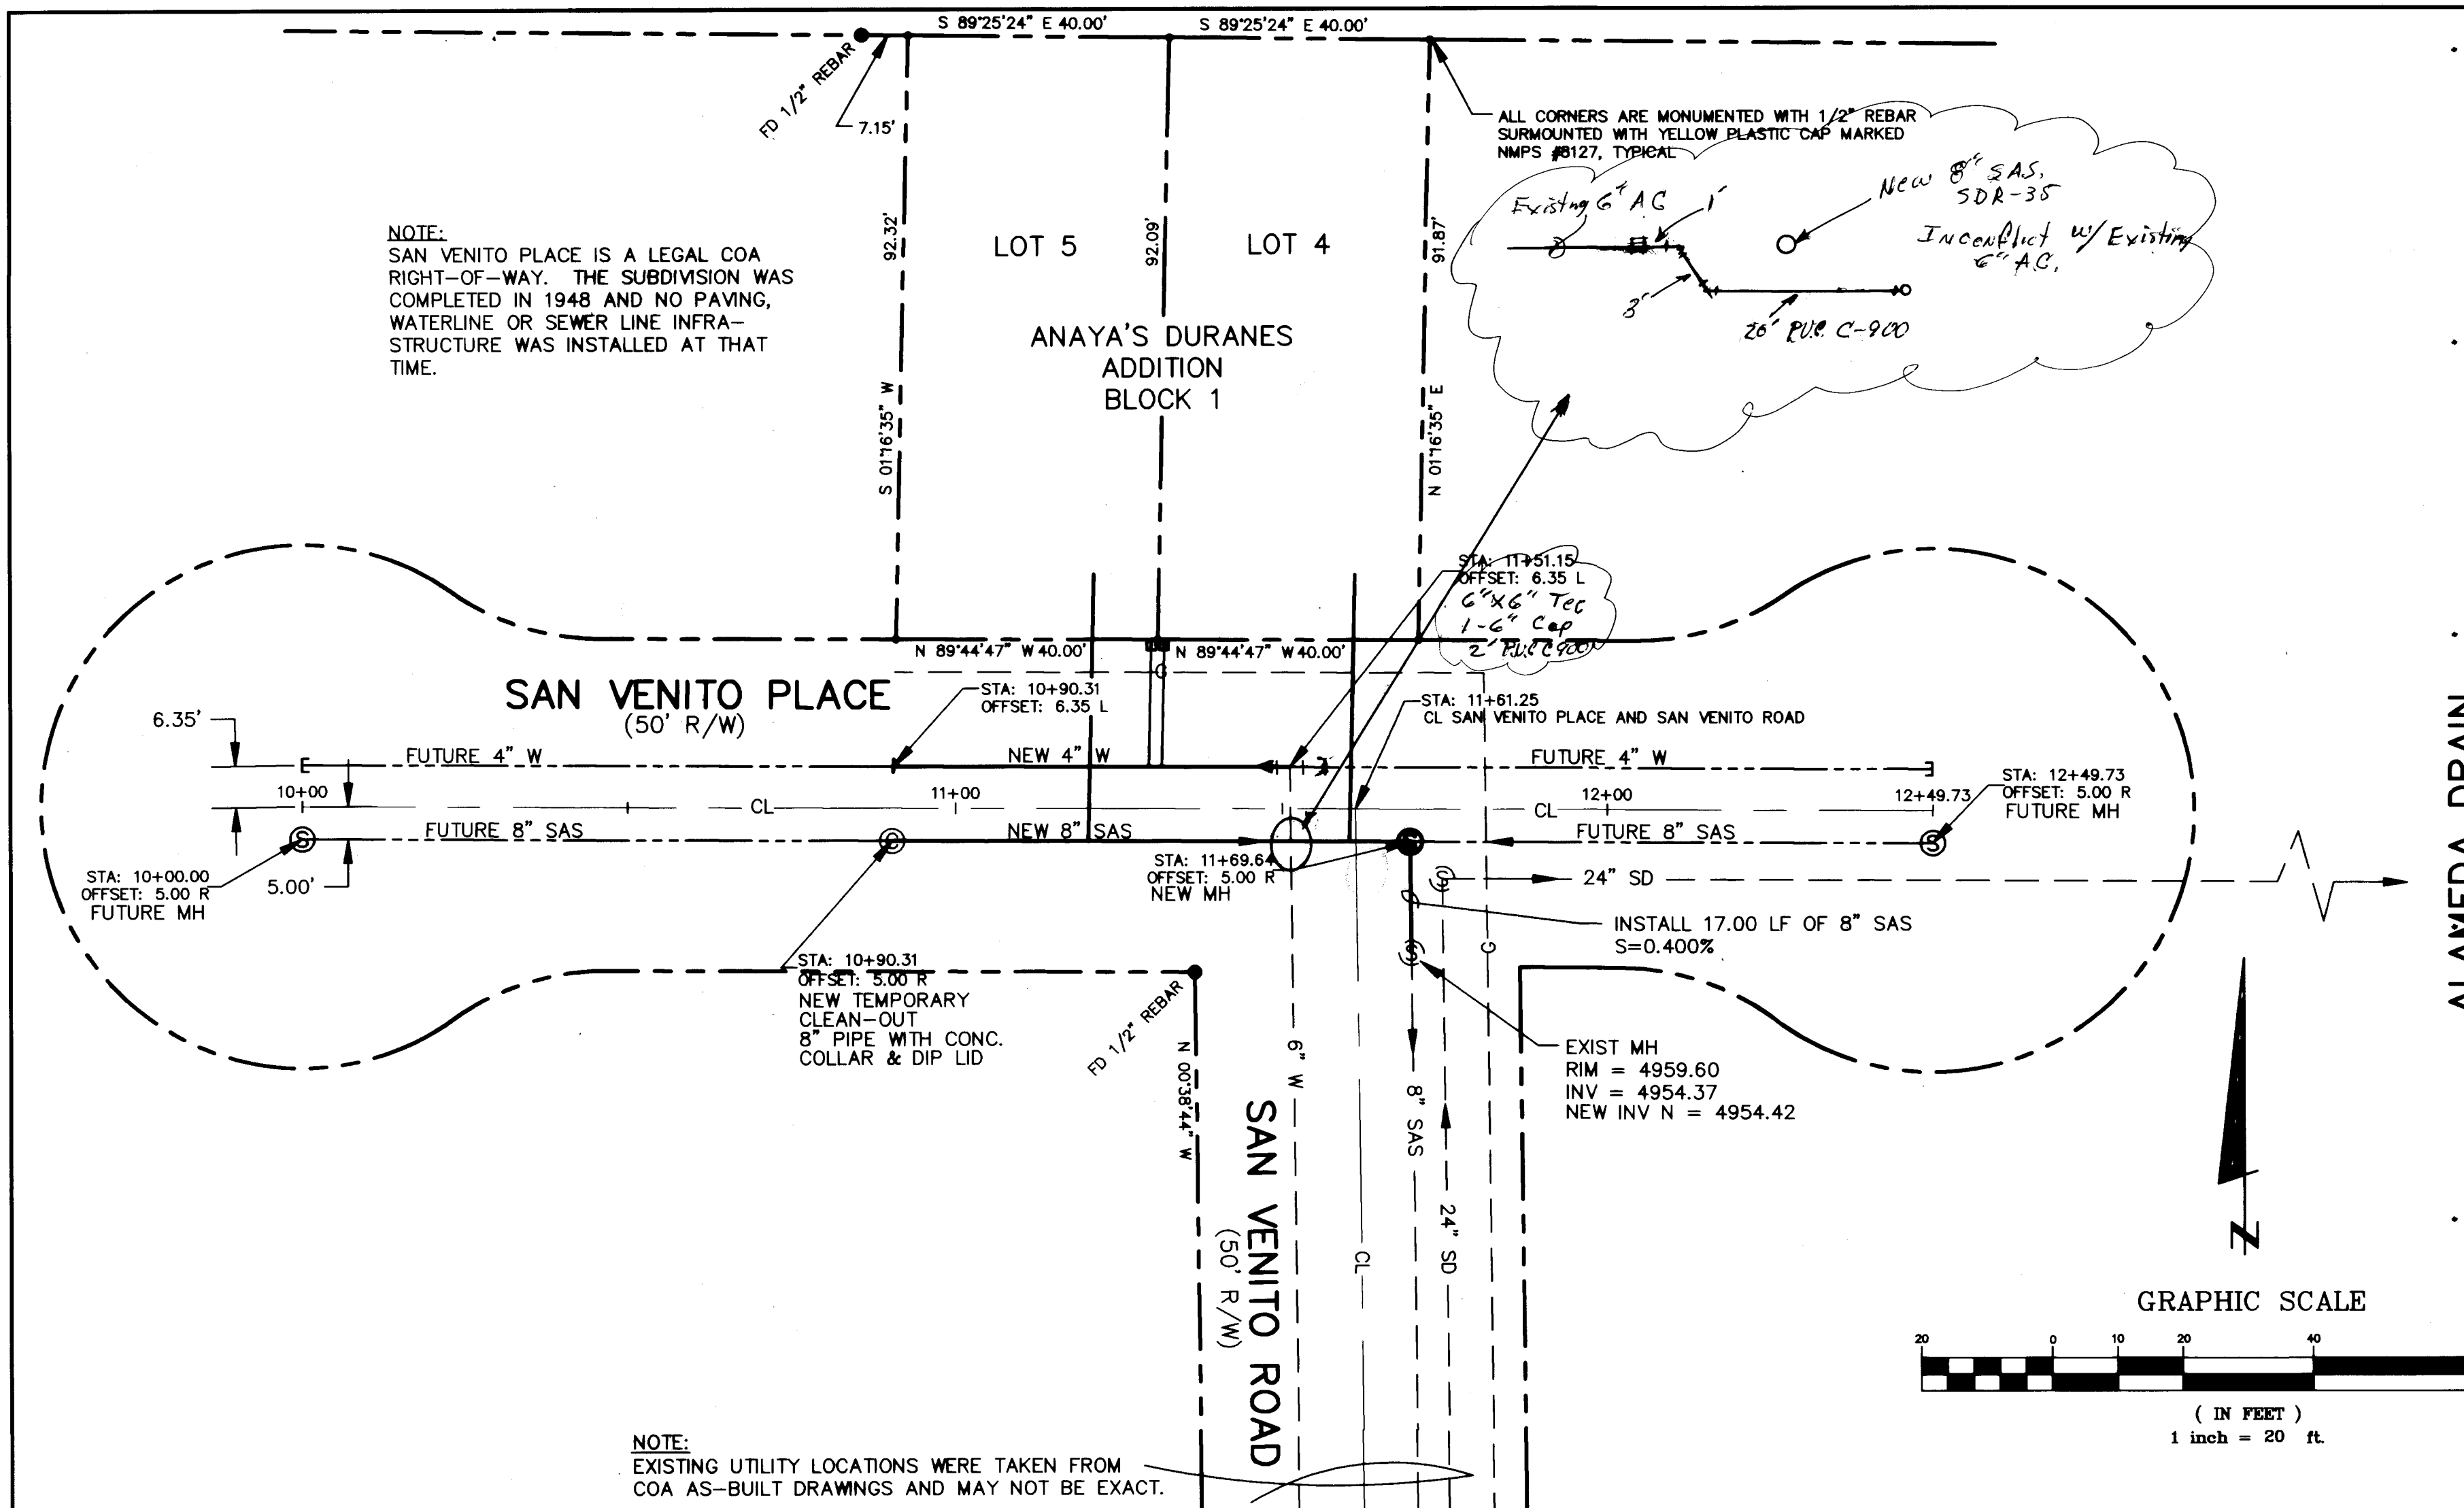 S 89°25'24" E 40.00'
S 89°25'24" E 40.00'
FD 1/2" REBAR
7.15'
ALL CORNERS ARE MONUMENTED WITH 1/2" REBAR
SURMOUNTED WITH YELLOW PLASTIC CAP MARKED
NMPS #8127, TYPICAL
Existing 6" A C
1'
New 8" S.A.S.
SDR-35
Inconflict w/ Existing
6" A.C.
3'
20' P.V.C. C-900
NOTE:
SAN VENITO PLACE IS A LEGAL COA
RIGHT-OF-WAY. THE SUBDIVISION WAS
COMPLETED IN 1948 AND NO PAVING,
WATERLINE OR SEWER LINE INFRA-
STRUCTURE WAS INSTALLED AT THAT
TIME.
92.32'
LOT 5
92.09'
LOT 4
91.87'
ANAYA'S DURANES
ADDITION
BLOCK 1
S 01°16'35" W
N 01°16'35" E
STA: 11+51.15
OFFSET: 6.35 L
6"X6" Tee
1-6" Cap
2' P.V.C C900
N 89°44'47" W 40.00'
N 89°44'47" W 40.00'
G
SAN VENITO PLACE
(50' R/W)
STA: 10+90.31
OFFSET: 6.35 L
STA: 11+61.25
CL SAN VENITO PLACE AND SAN VENITO ROAD
6.35'
FUTURE 4" W
NEW 4" W
FUTURE 4" W
10+00
CL
11+00
CL
12+00
12+49.73
STA: 12+49.73
OFFSET: 5.00 R
FUTURE MH
S
FUTURE 8" SAS
C
NEW 8" SAS
FUTURE 8" SAS
S
STA: 10+00.00
OFFSET: 5.00 R
FUTURE MH
5.00'
STA: 11+69.64
OFFSET: 5.00 R
NEW MH
24" SD
INSTALL 17.00 LF OF 8" SAS
S=0.400%
G
STA: 10+90.31
OFFSET: 5.00 R
NEW TEMPORARY
CLEAN-OUT
8" PIPE WITH CONC.
COLLAR & DIP LID
FD 1/2" REBAR
N 00°38'44" W
6" W
8" SAS
24" SD
CL
EXIST MH
RIM = 4959.60
INV = 4954.37
NEW INV N = 4954.42
SAN VENITO ROAD
(50' R/W)
ALAMEDA DRAIN
N
GRAPHIC SCALE
20 0 10 20 40
( IN FEET )
1 inch = 20 ft.
NOTE:
EXISTING UTILITY LOCATIONS WERE TAKEN FROM
COA AS-BUILT DRAWINGS AND MAY NOT BE EXACT.